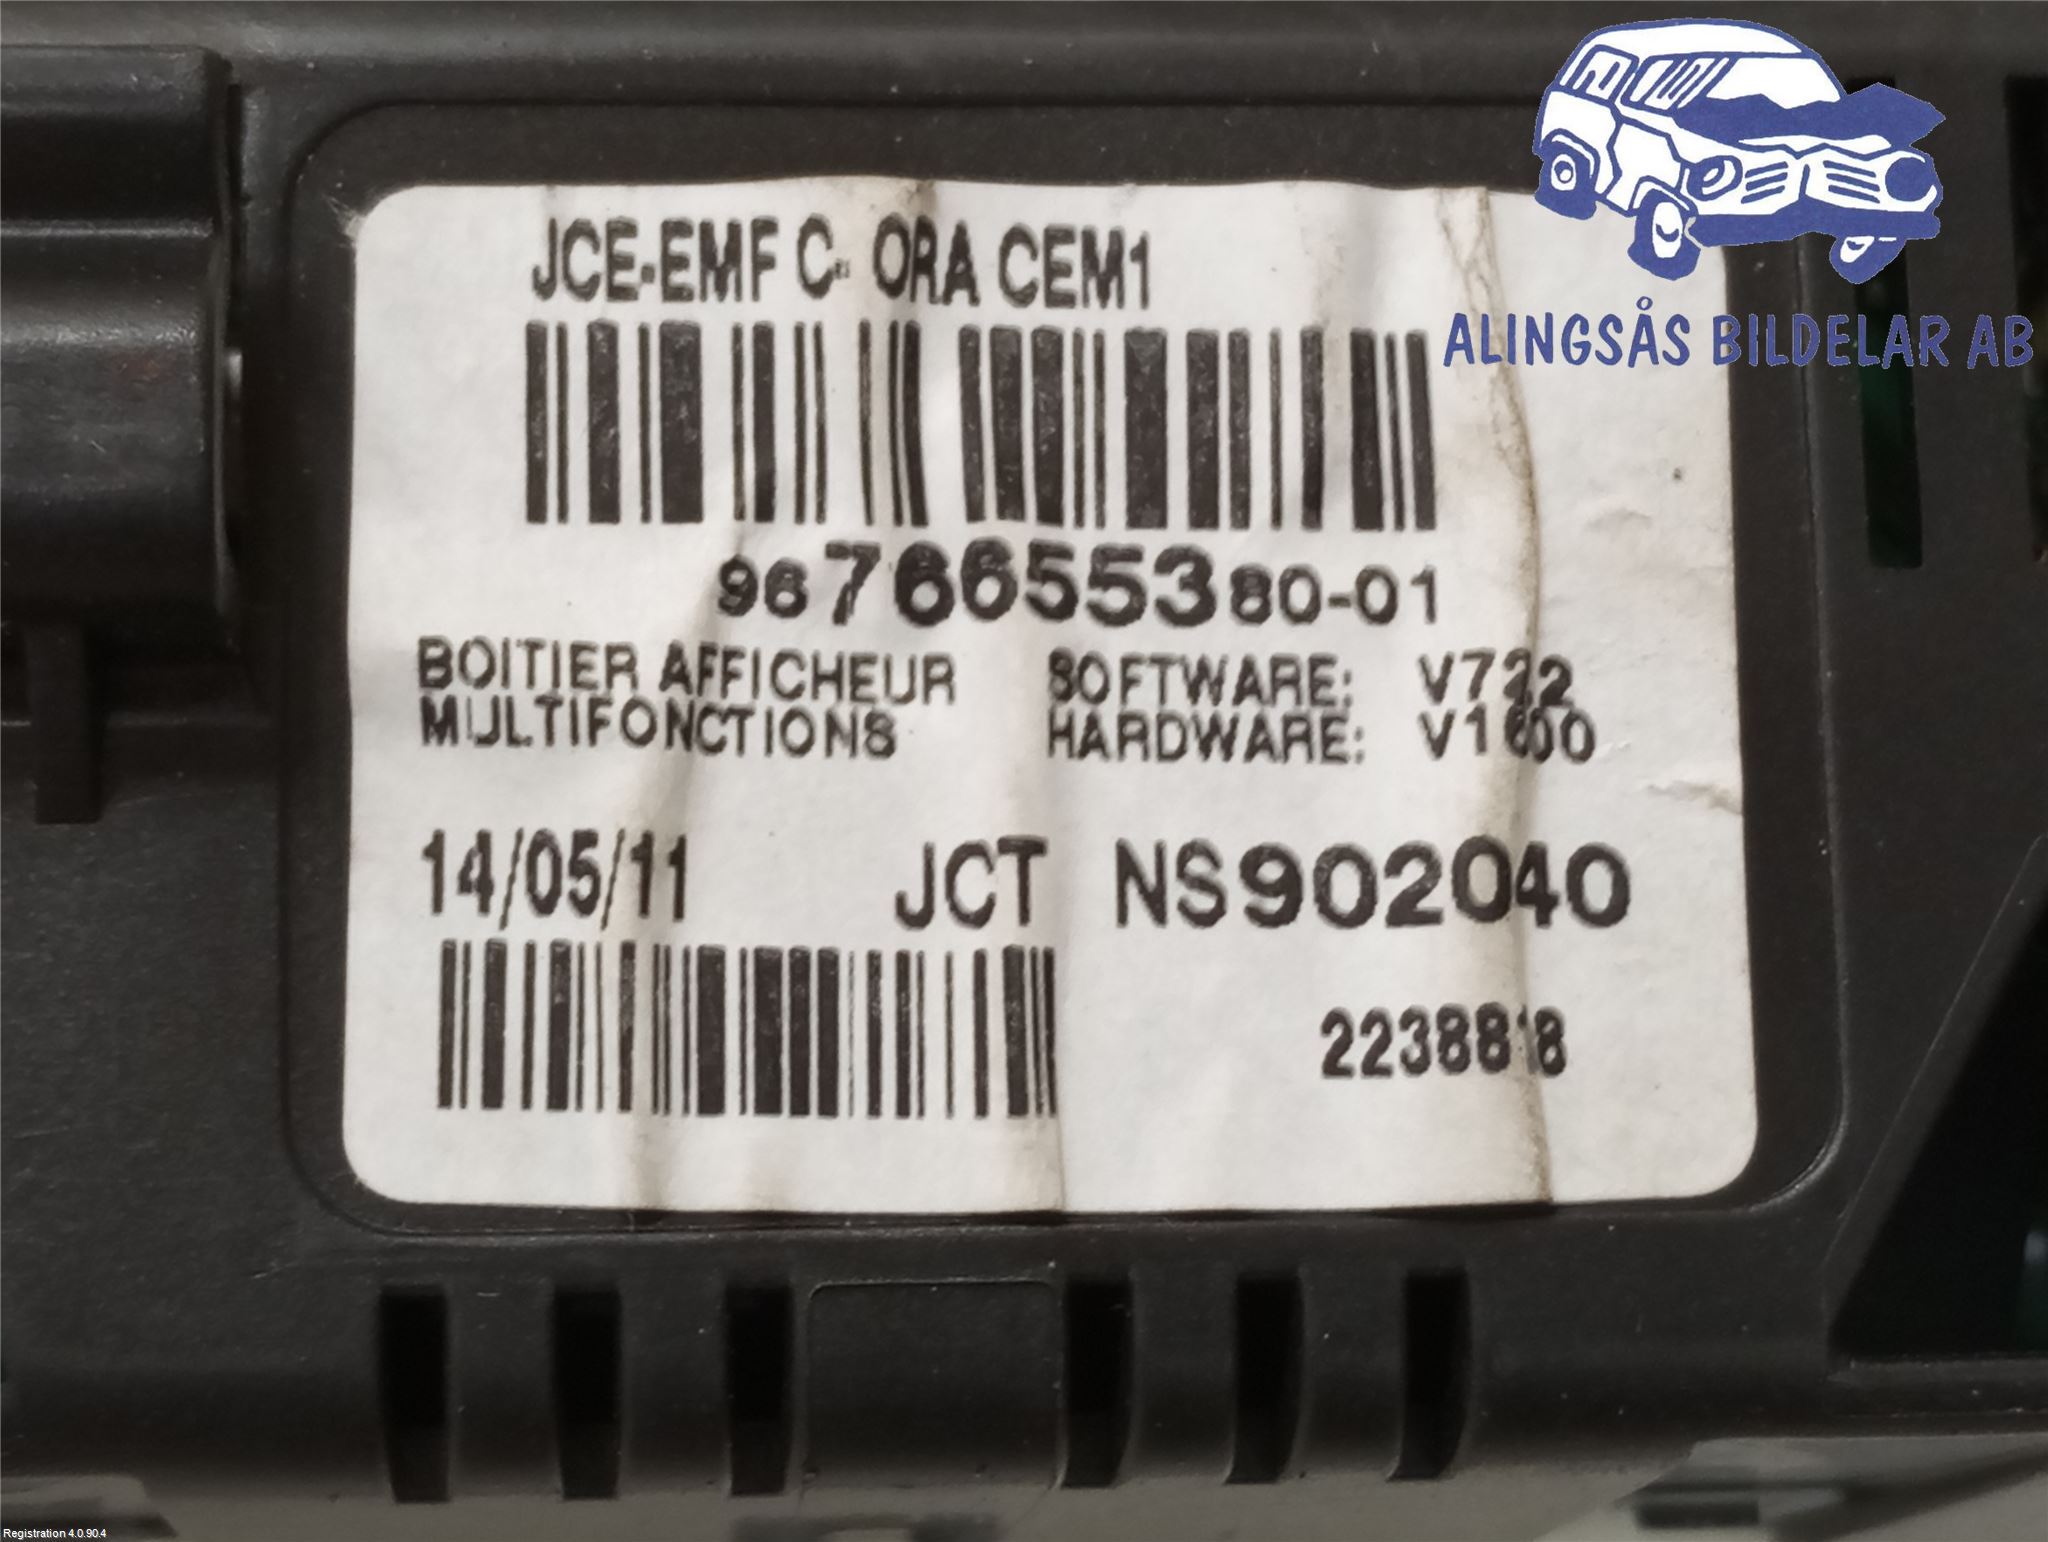 JCE-EMF C- ORA CEM1
ALINGSÅS BILDELAR AB
9676655380-01
BOITIER AFFICHEUR SOFTWARE: V722
MULTIFONCTIONS HARDWARE: V1600
14/05/11 JCT NS902040
2238818
Registration 4.0.90.4